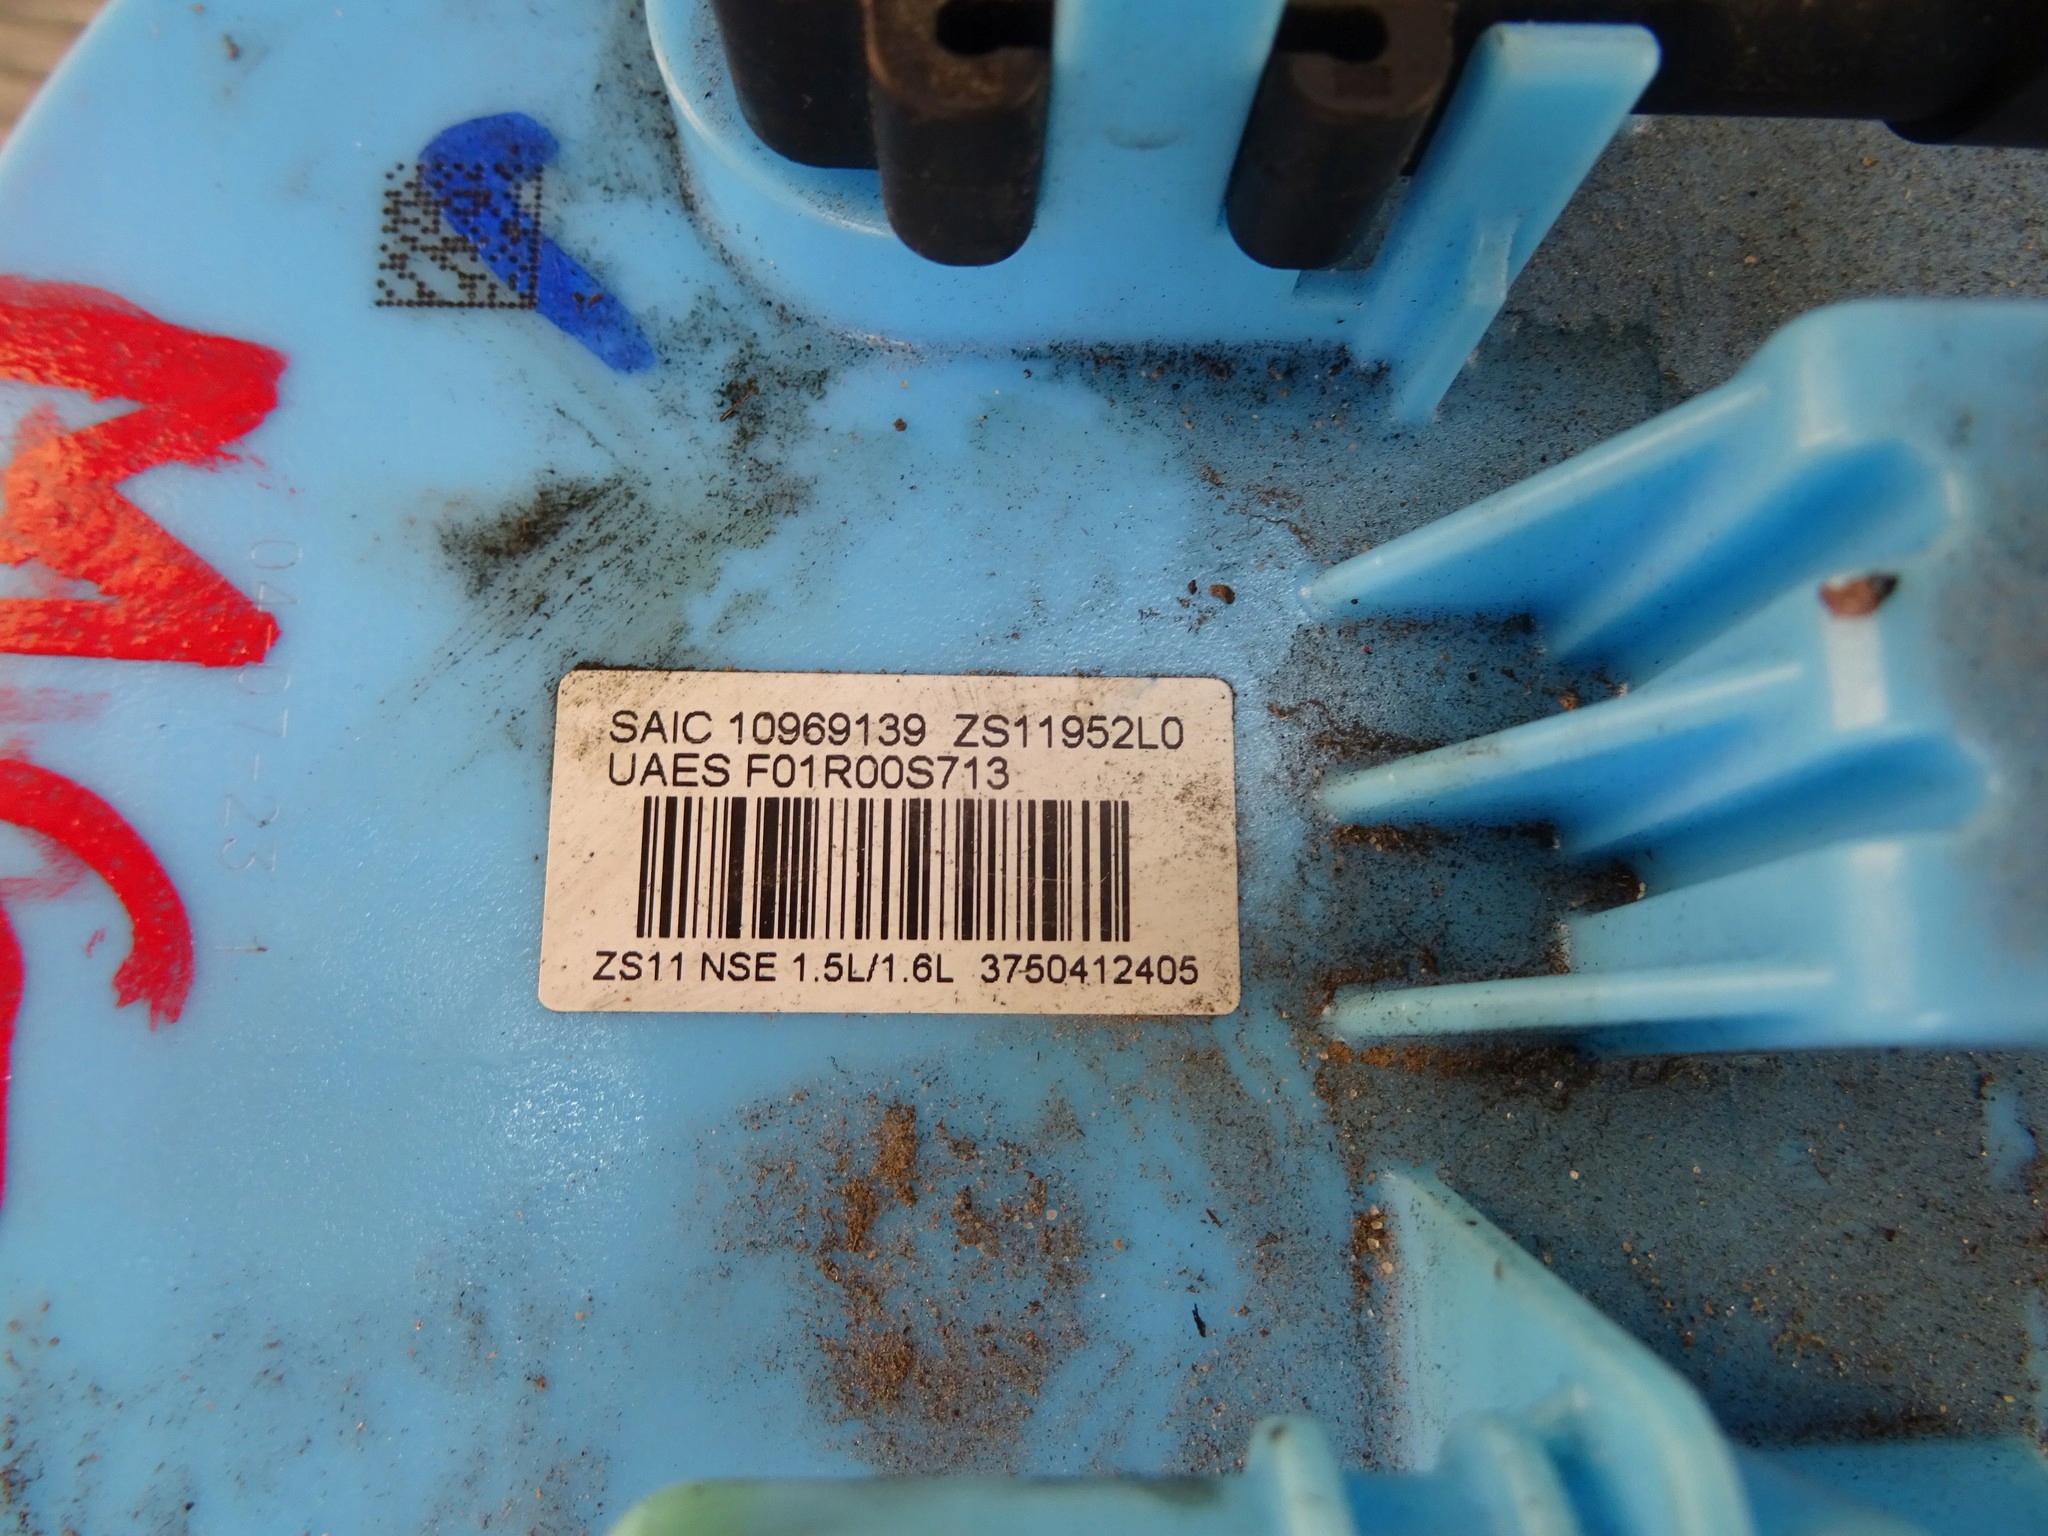 SAIC 10969139 ZS11952L0
UAES F01R00S713
ZS11 NSE 1.5L/1.6L 3750412405